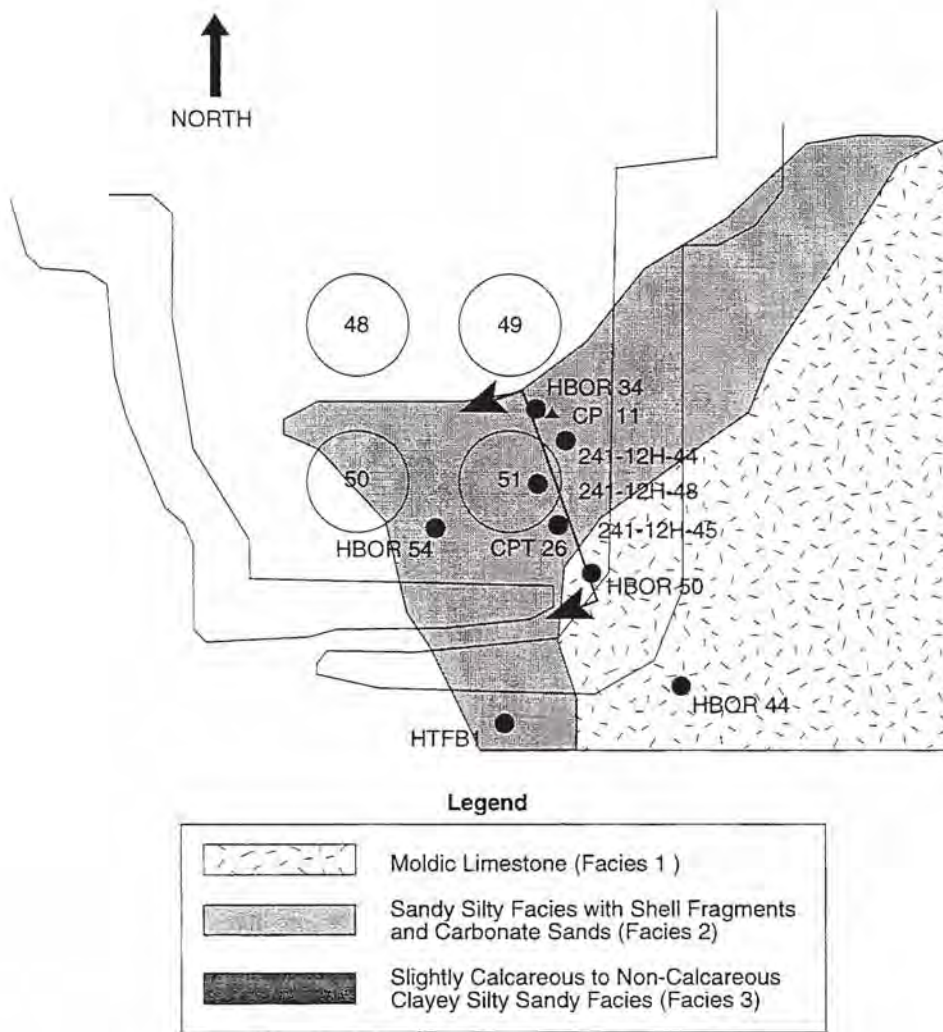 NORTH
48
49
HBOR 34
CP 11
241-12H-44
50
51
241-12H-48
HBOR 54
CPT 26
241-12H-45
HBOR 50
HBOR 44
HTFB1
Legend
Moldic Limestone (Facies 1 )
Sandy Silty Facies with Shell Fragments
and Carbonate Sands (Facies 2)
Slightly Calcareous to Non-Calcareous
Clayey Silty Sandy Facies (Facies 3)